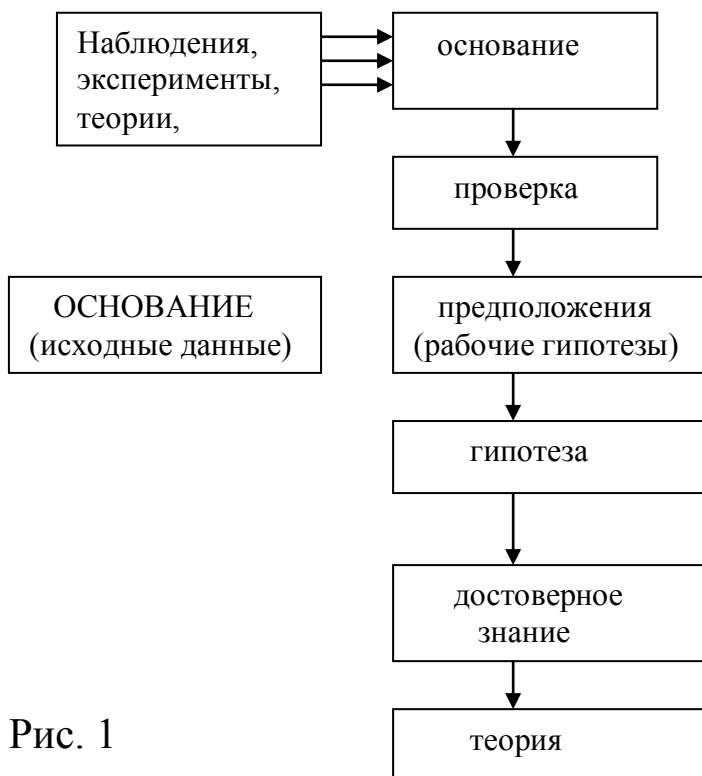 Наблюдения,
эксперименты,
теории,
основание
проверка
ОСНОВАНИЕ
(исходные данные)
предположения
(рабочие гипотезы)
гипотеза
достоверное
знание
теория
Рис. 1